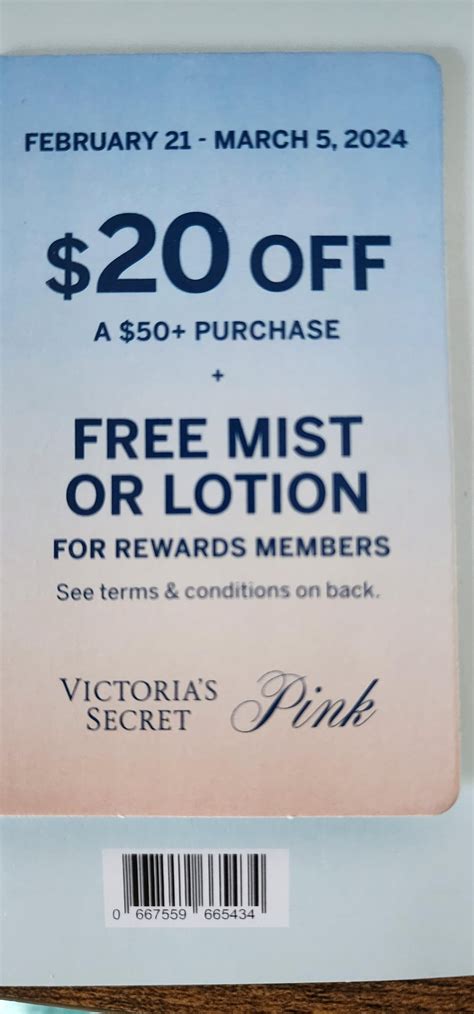 FEBRUARY 21 - MARCH 5, 2024
$20 OFF
A $50+ PURCHASE
+
FREE MIST
OR LOTION
FOR REWARDS MEMBERS
See terms & conditions on back.
VICTORIA'S
SECRET
Pink
0 667559 665434